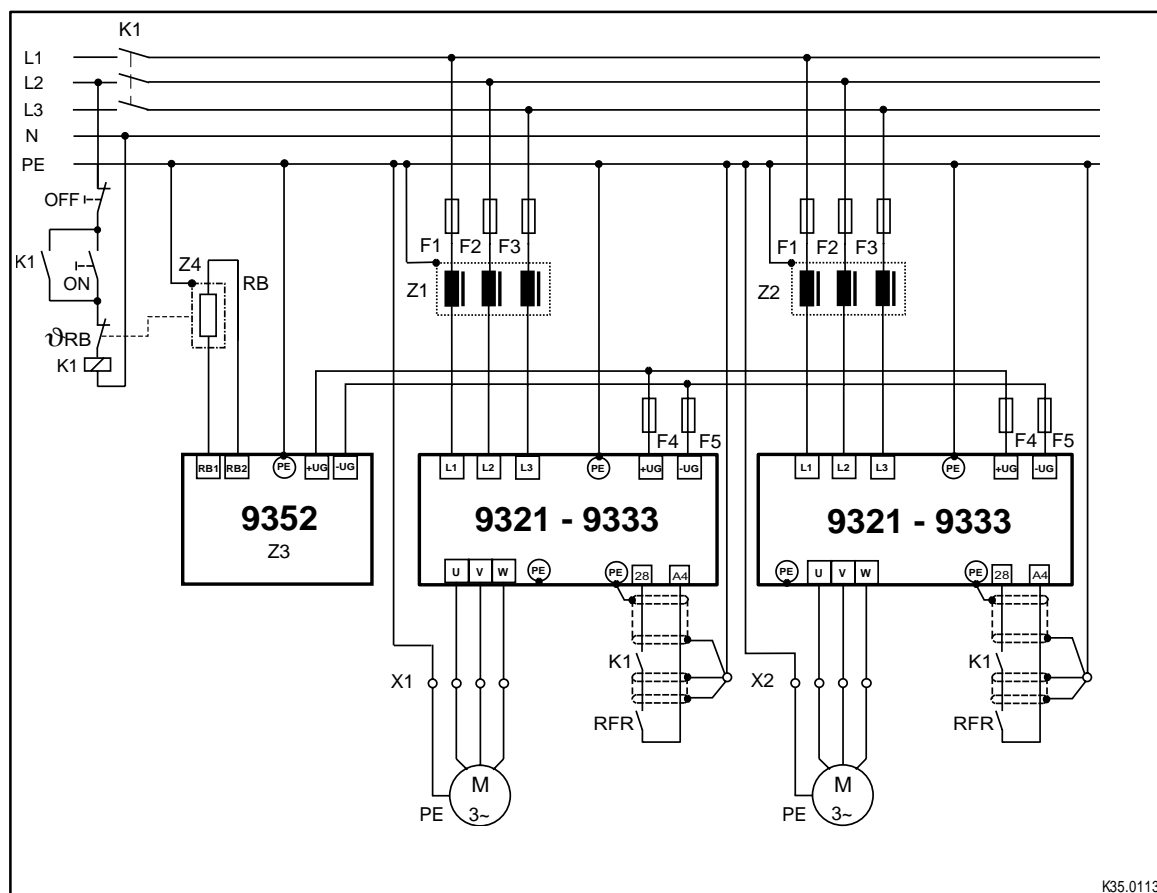 K1
L1
L2
L3
N
PE
OFF
K1
ON
ϑRB
K1
Z4
RB
F1 F2 F3
Z1
F1 F2 F3
Z2
F4 F5
F4 F5
RB1 RB2 PE +UG -UG
9352
Z3
L1 L2 L3 PE +UG -UG
9321 - 9333
U V W PE PE 28 A4
L1 L2 L3 PE +UG -UG
9321 - 9333
PE U V W PE 28 A4
X1
K1
RFR
M
3~
PE
X2
K1
RFR
M
3~
PE
K35.0113